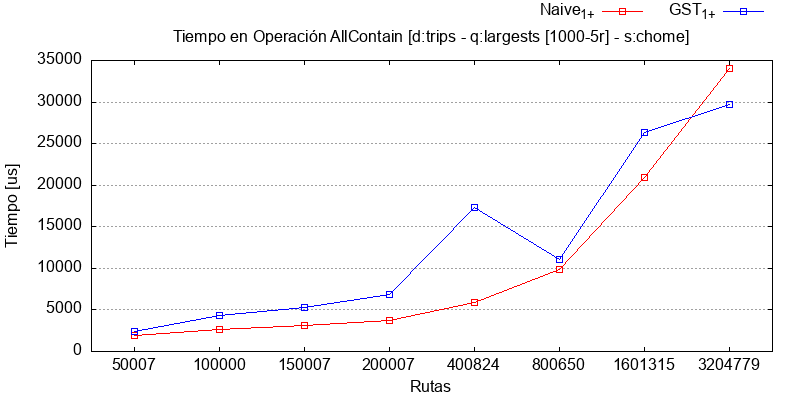 Naive1+ GST1+
Tiempo en Operación AllContain [d:trips - q:largests [1000-5r] - s:chome]
35000
30000
25000
20000
15000
10000
5000
0
Tiempo [us]
50007 100000 150007 200007 400824 800650 1601315 3204779
Rutas